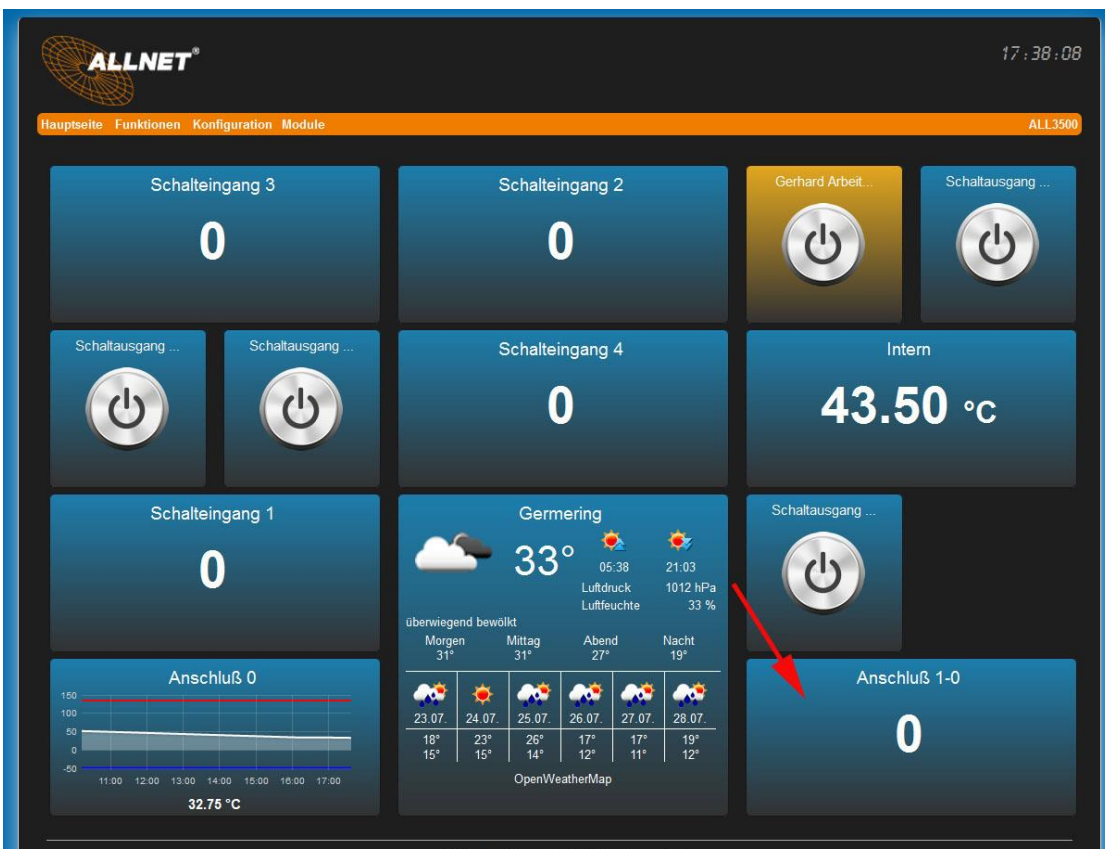 ALLNET®
17:38:08
Hauptseite Funktionen Konfiguration Module
ALL3500
Schalteingang 3
0
Schalteingang 2
0
Gerhard Arbeit...
Schaltausgang ...
Schaltausgang ...
Schaltausgang ...
Schalteingang 4
0
Intern
43.50 °C
Schalteingang 1
0
Germering
33°
05:38 21:03
Luftdruck 1012 hPa
Luftfeuchte 33 %
überwiegend bewölkt
Morgen Mittag Abend Nacht
31° 31° 27° 19°
23.07. 24.07. 25.07. 26.07. 27.07. 28.07.
18° 23° 26° 17° 17° 19°
15° 15° 14° 12° 11° 12°
OpenWeatherMap
Schaltausgang ...
Anschluß 0
150
100
50
0
-50
11:00 12:00 13:00 14:00 15:00 16:00 17:00
32.75 °C
Anschluß 1-0
0